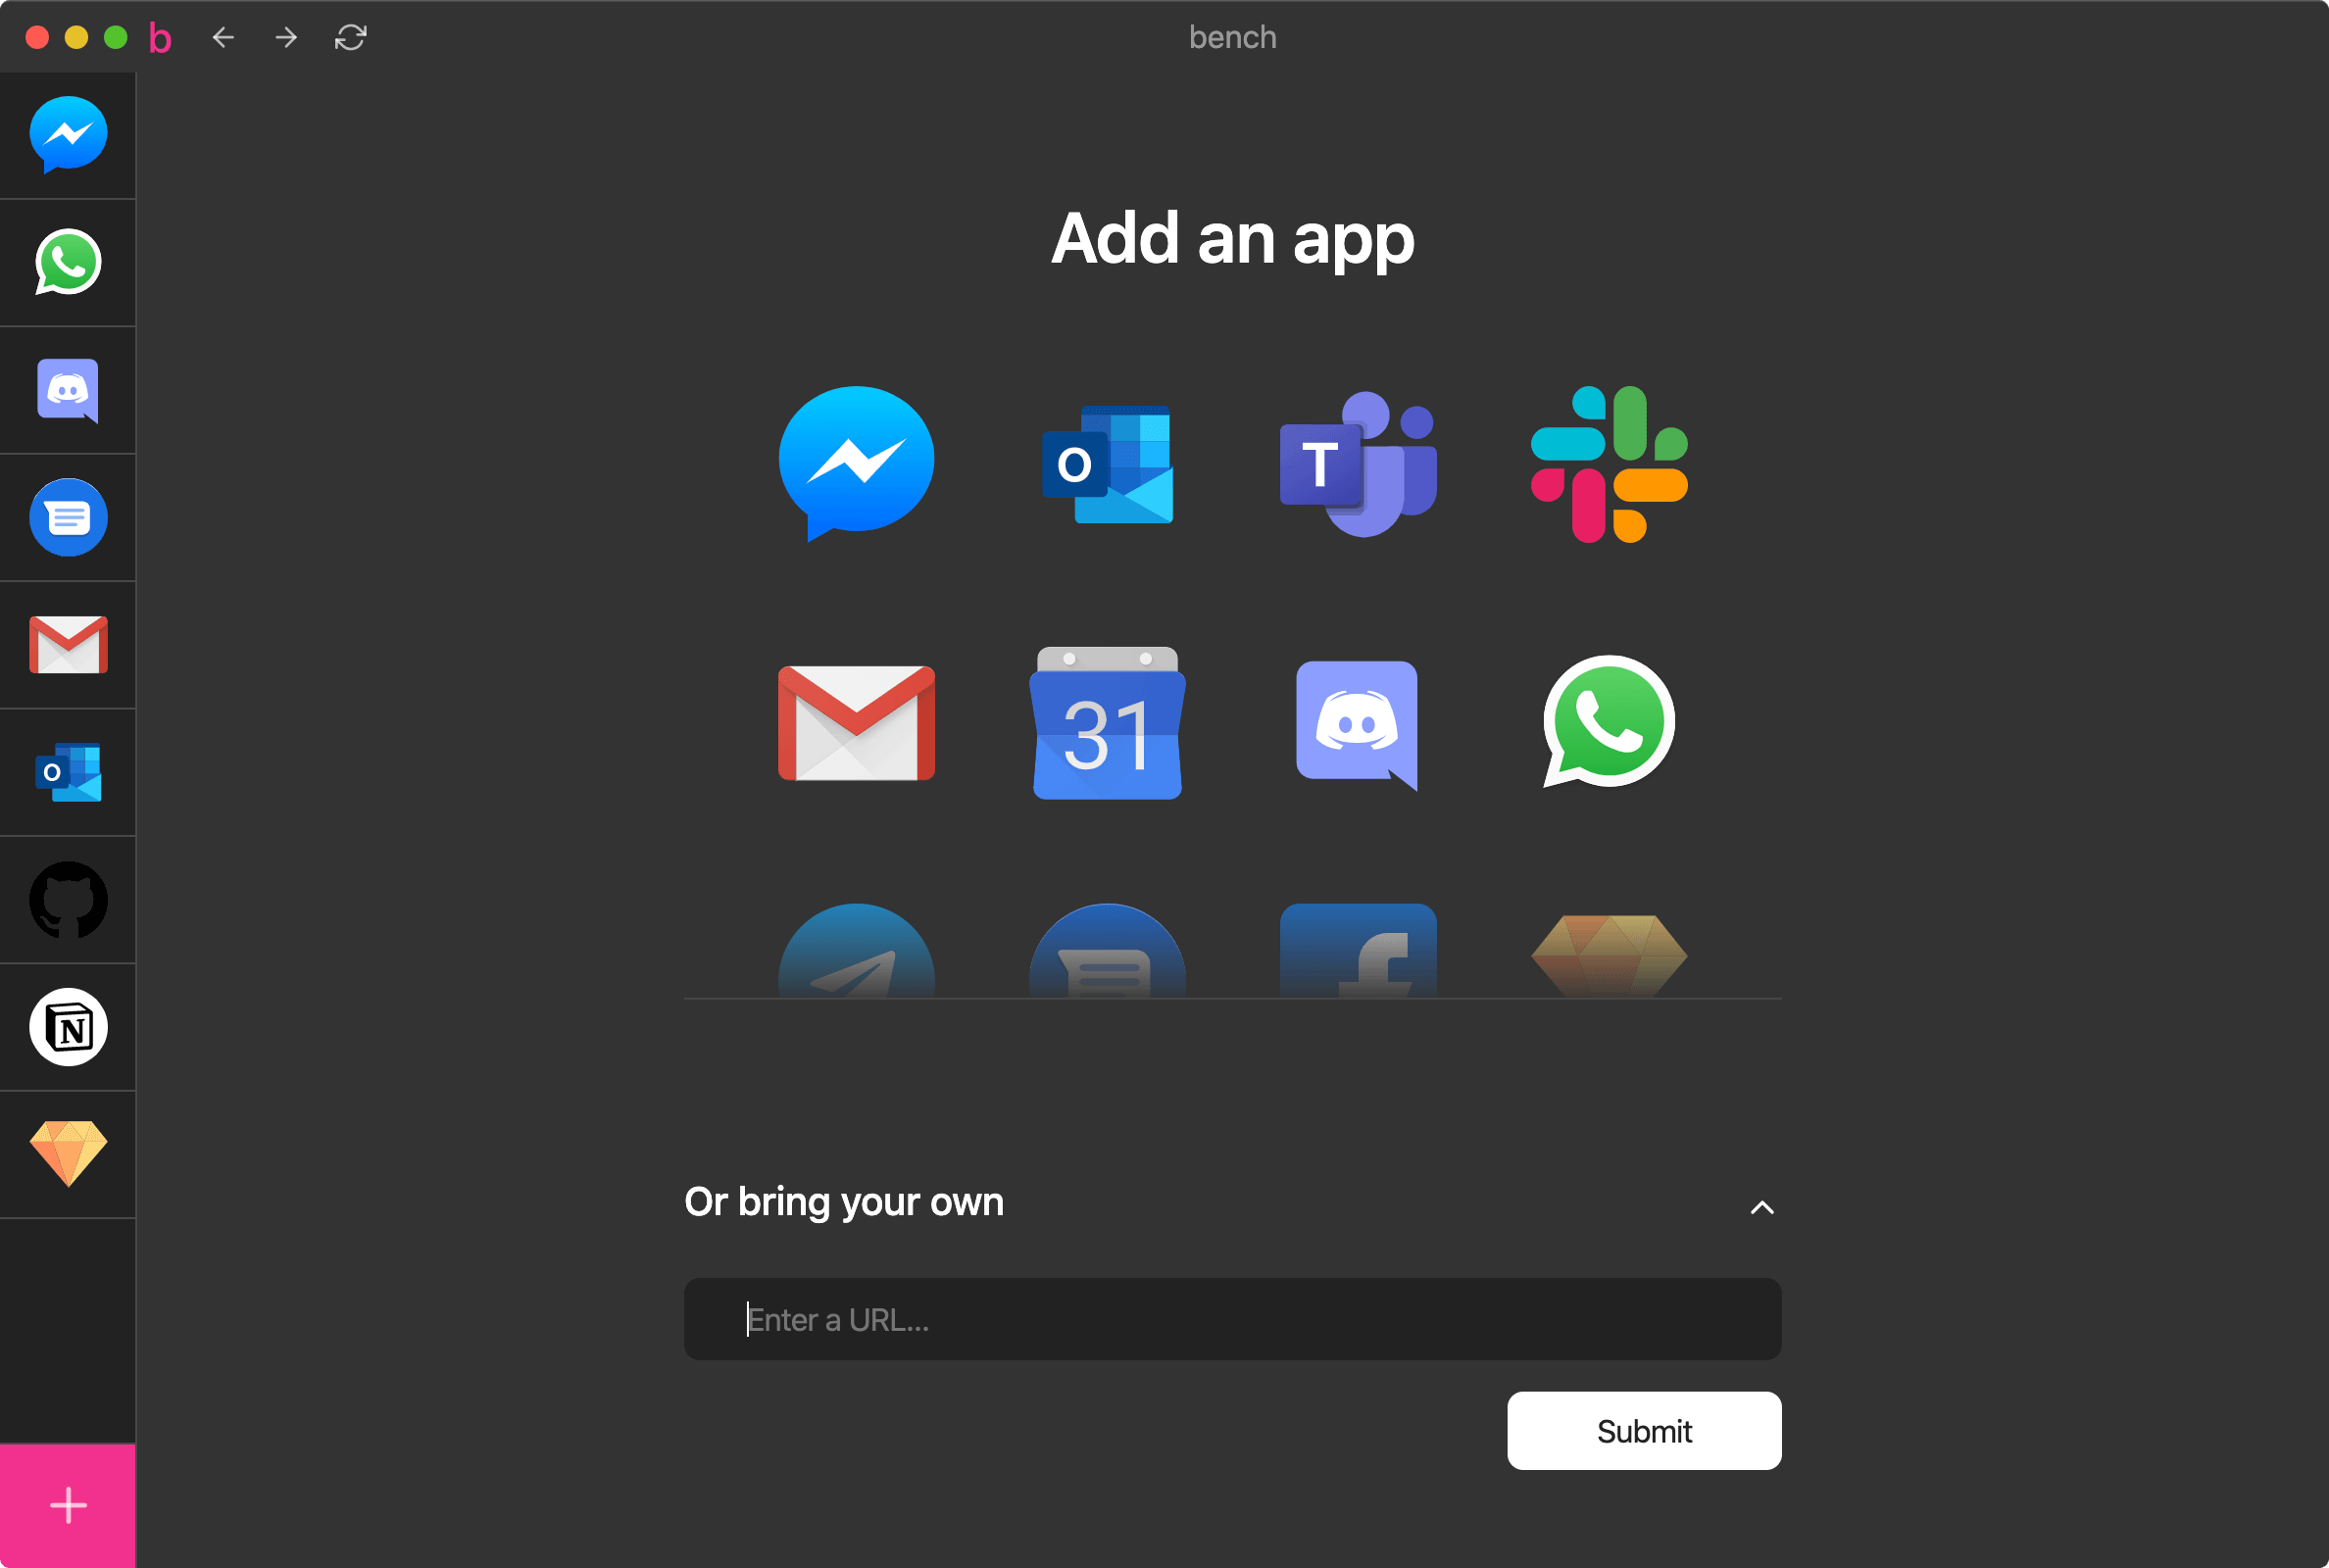 b
bench
Add an app
O
T
31
O
N
Or bring your own
Enter a URL...
Submit